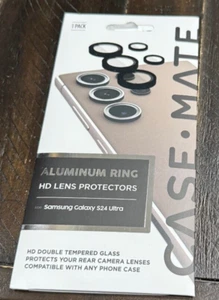 1 PACK
CASE·MATE
ALUMINUM RING
HD LENS PROTECTORS
Samsung Galaxy S24 Ultra
HD DOUBLE TEMPERED GLASS
PROTECTS YOUR REAR CAMERA LENSES
COMPATIBLE WITH ANY PHONE CASE